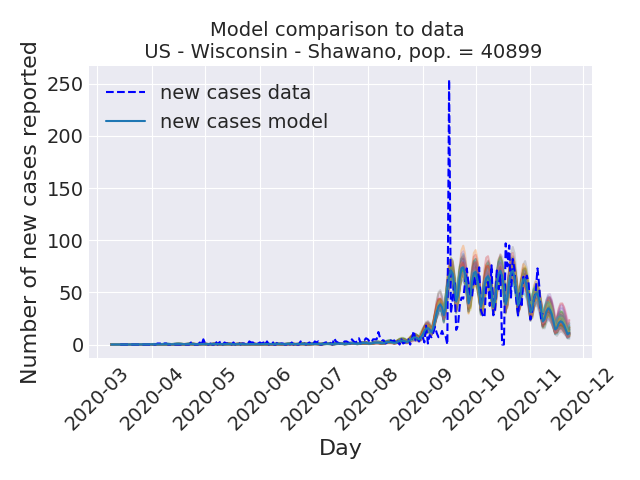 Model comparison to data
US - Wisconsin - Shawano, pop. = 40899
Number of new cases reported
250
200
150
100
50
0
new cases data
new cases model
2020-03
2020-04
2020-05
2020-06
2020-07
2020-08
2020-09
2020-10
2020-11
2020-12
Day